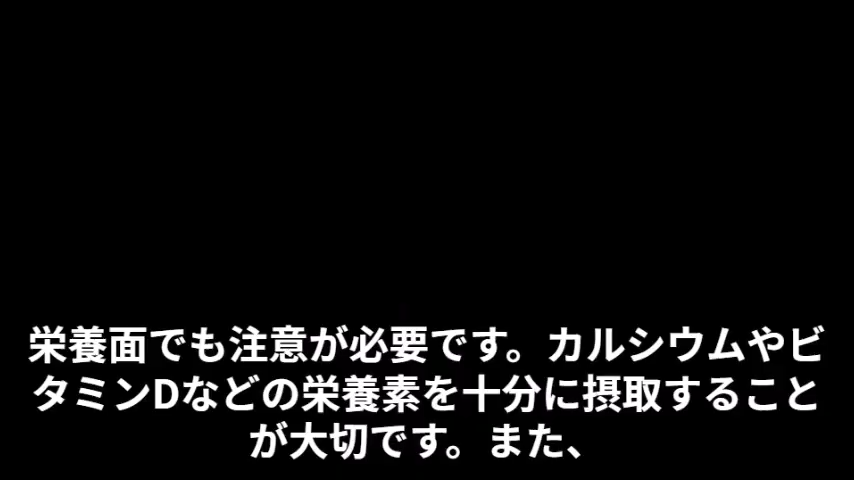 栄養面でも注意が必要です。カルシウムやビ
タミンDなどの栄養素を十分に摂取すること
が大切です。また、